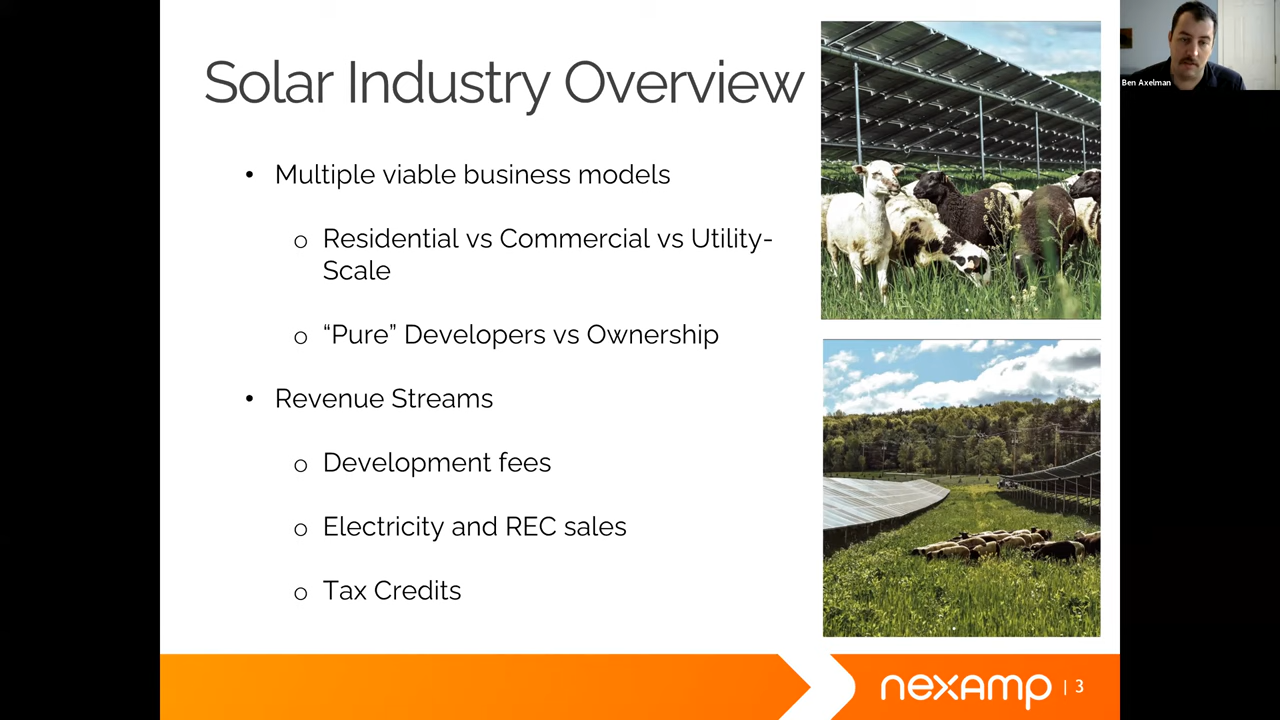 Solar Industry Overview
• Multiple viable business models
o Residential vs Commercial vs Utility-
Scale
o “Pure” Developers vs Ownership
• Revenue Streams
o Development fees
o Electricity and REC sales
o Tax Credits
nexamp | 3
Ben Axelman